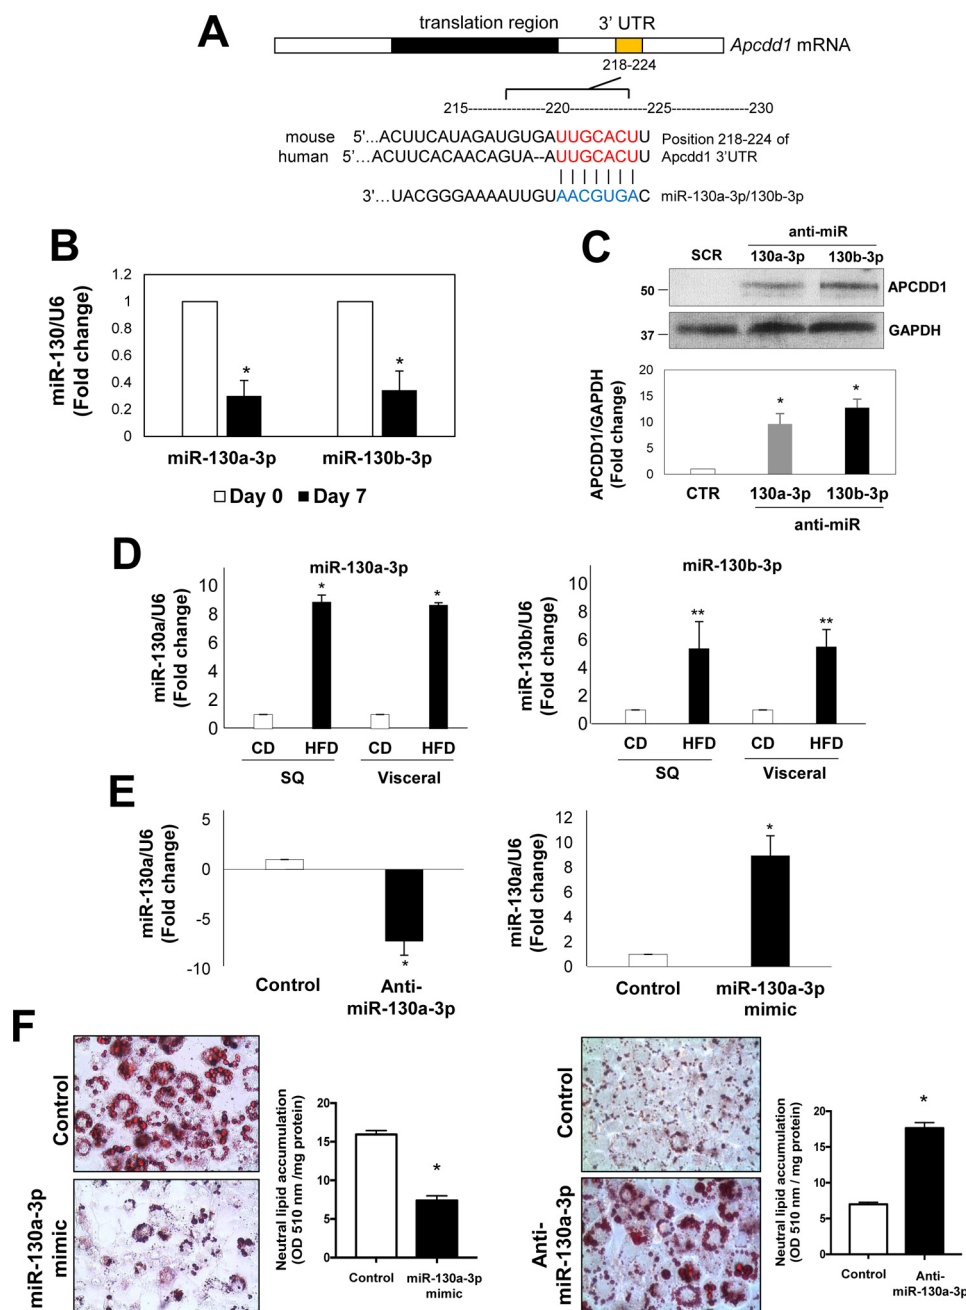 A
translation region
3' UTR
Apcdd1 mRNA
218-224
215---------------220---------------225---------------230
mouse 5'...ACUUCAUAGAUGUGAUUGCACUU Position 218-224 of
human 5'...ACUUCACAACAGUA--AUUGCACUU Apcdd1 3'UTR
3'...UACGGGAAAAUUGUAACGUGAC miR-130a-3p/130b-3p
B
miR-130/U6
(Fold change)
1.2
1
0.8
0.6
0.4
0.2
0
*
*
miR-130a-3p
miR-130b-3p
Day 0
Day 7
C
anti-miR
SCR
130a-3p
130b-3p
50
APCDD1
37
GAPDH
APCDD1/GAPDH
(Fold change)
20
15
10
5
0
*
*
CTR
130a-3p
130b-3p
anti-miR
D
miR-130a-3p
miR-130a/U6
(Fold change)
10
8
6
4
2
0
*
*
CD
HFD
CD
HFD
SQ
Visceral
miR-130b-3p
miR-130b/U6
(Fold change)
10
8
6
4
2
0
**
**
CD
HFD
CD
HFD
SQ
Visceral
E
miR-130a/U6
(Fold change)
5
0
-5
-10
*
Control
Anti-
miR-130a-3p
miR-130a/U6
(Fold change)
12
10
8
6
4
2
0
*
Control
miR-130a-3p
mimic
F
Control
miR-130a-3p
mimic
Neutral lipid accumulation
(OD 510 nm / mg protein)
20
15
10
5
0
*
Control
miR-130a-3p
mimic
Control
Anti-
miR-130a-3p
Neutral lipid accumulation
(OD 510 nm / mg protein)
20
15
10
5
0
*
Control
Anti-
miR-130a-3p